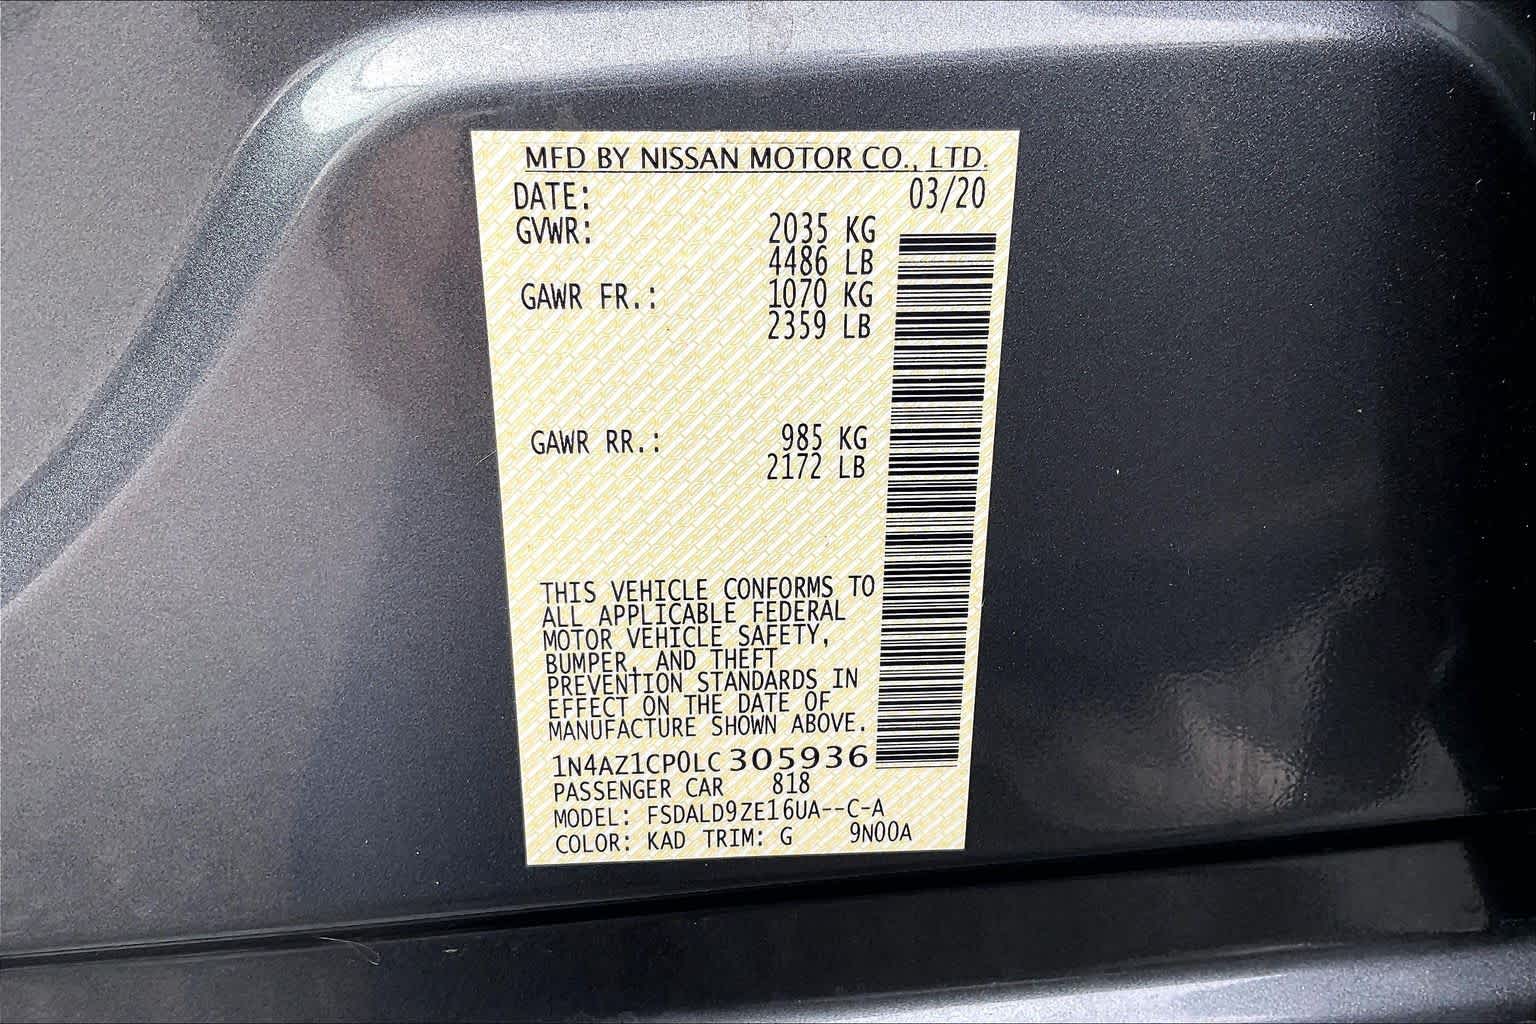 MFD BY NISSAN MOTOR CO., LTD.
DATE: 03/20
GVWR: 2035 KG
4486 LB
GAWR FR.: 1070 KG
2359 LB
GAWR RR.: 985 KG
2172 LB
THIS VEHICLE CONFORMS TO
ALL APPLICABLE FEDERAL
MOTOR VEHICLE SAFETY,
BUMPER, AND THEFT
PREVENTION STANDARDS IN
EFFECT ON THE DATE OF
MANUFACTURE SHOWN ABOVE.
1N4AZ1CP0LC305936
PASSENGER CAR 818
MODEL: FSDALD9ZE16UA--C-A
COLOR: KAD TRIM: G 9N00A